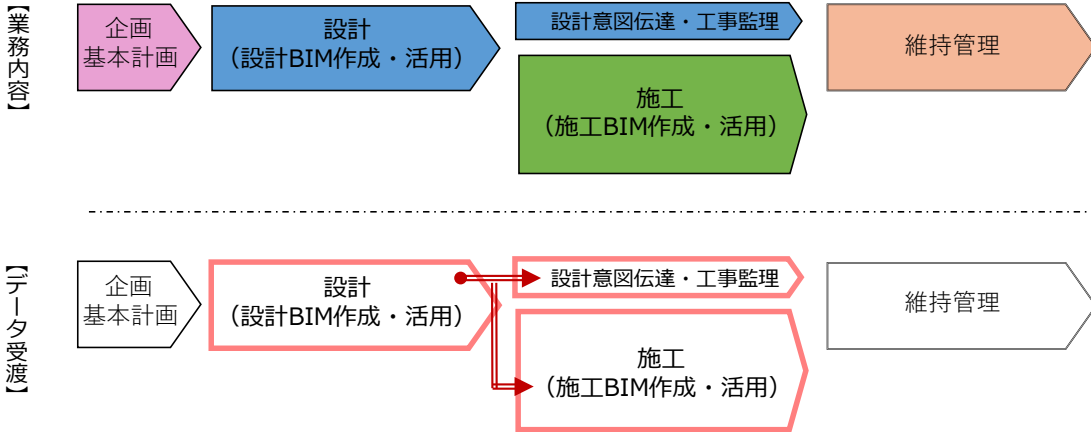 【業務内容】
企画
基本計画
設計
(設計BIM作成・活用)
設計意図伝達・工事監理
施工
(施工BIM作成・活用)
維持管理
【データ受渡】
企画
基本計画
設計
(設計BIM作成・活用)
設計意図伝達・工事監理
施工
(施工BIM作成・活用)
維持管理